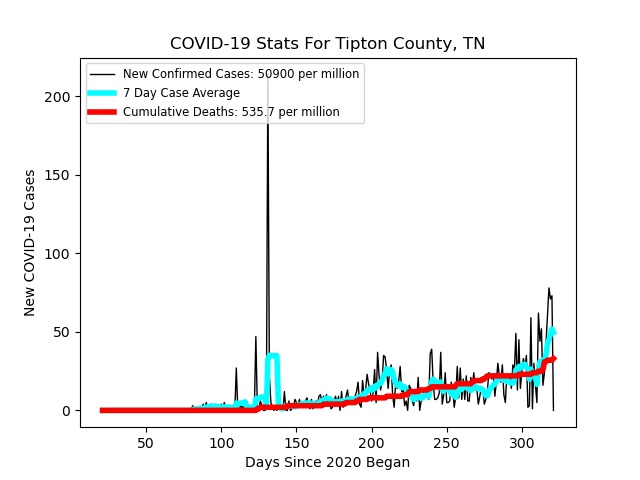 COVID-19 Stats For Tipton County, TN
New Confirmed Cases: 50900 per million
7 Day Case Average
Cumulative Deaths: 535.7 per million
New COVID-19 Cases
200
150
100
50
0
50 100 150 200 250 300
Days Since 2020 Began